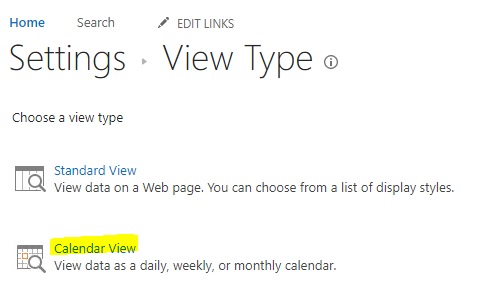 Home Search EDIT LINKS
Settings ▸ View Type
Choose a view type
Standard View
View data on a Web page. You can choose from a list of display styles.
Calendar View
View data as a daily, weekly, or monthly calendar.